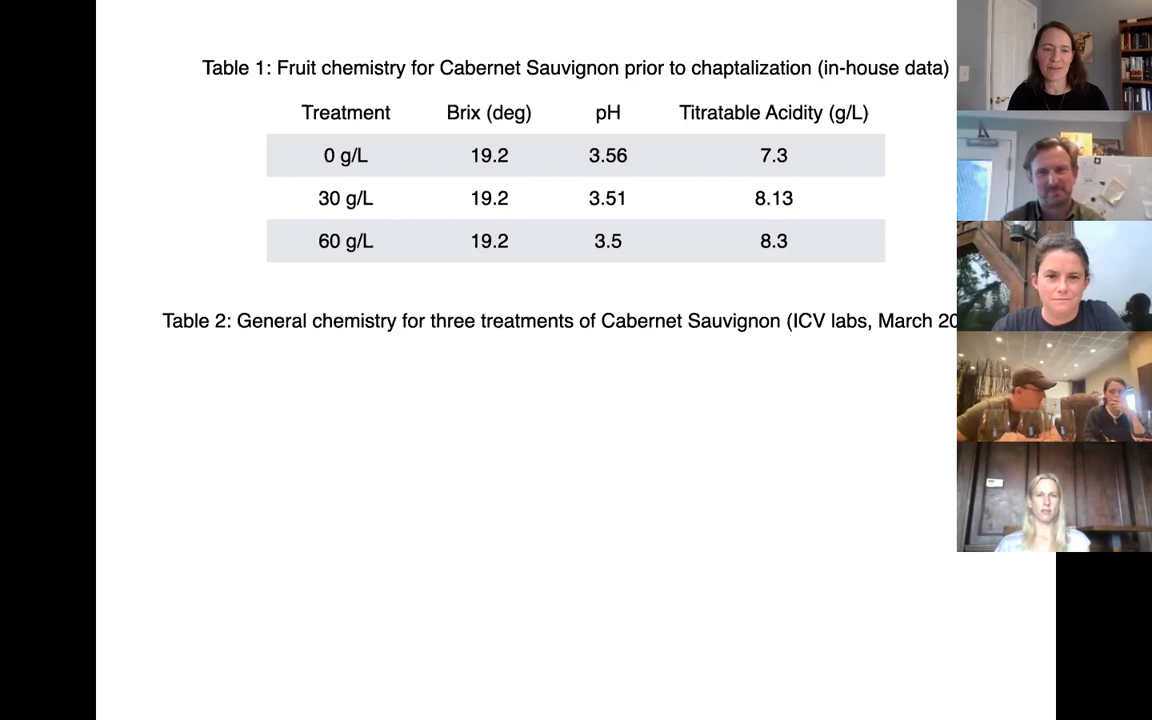 Table 1: Fruit chemistry for Cabernet Sauvignon prior to chaptalization (in-house data)
Treatment Brix (deg) pH Titratable Acidity (g/L)
0 g/L 19.2 3.56 7.3
30 g/L 19.2 3.51 8.13
60 g/L 19.2 3.5 8.3
Table 2: General chemistry for three treatments of Cabernet Sauvignon (ICV labs, March 20